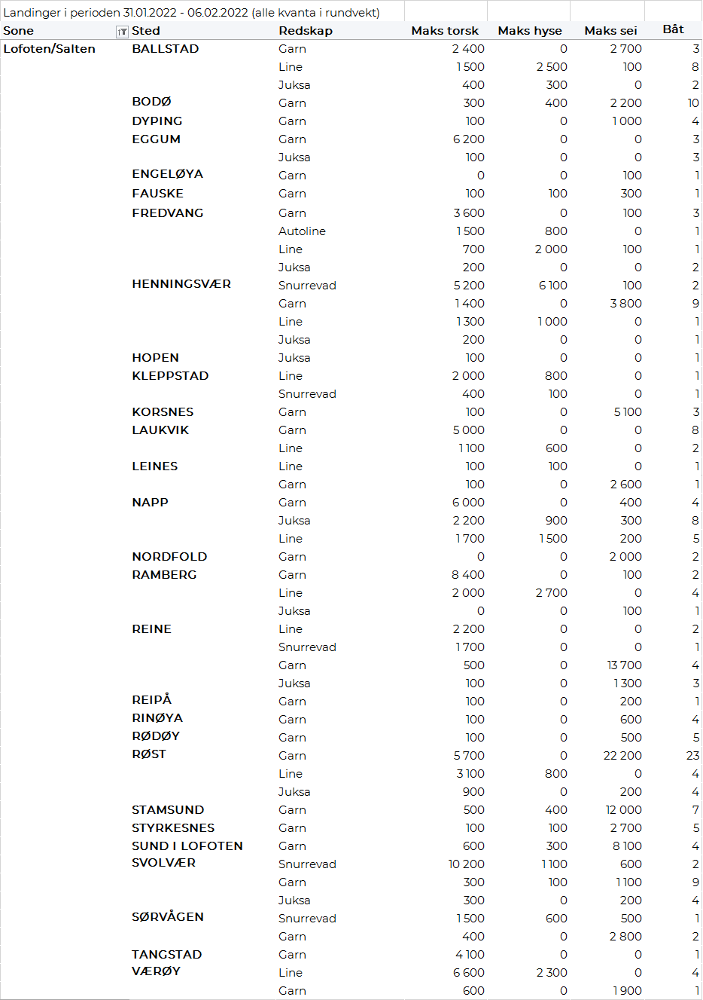 Landinger i perioden 31.01.2022 - 06.02.2022 (alle kvanta i rundvekt)
Sone Sted Redskap Maks torsk Maks hyse Maks sei Båt
Lofoten/Salten BALLSTAD Garn 2 400 0 2 700 3
Line 1 500 2 500 100 8
Juksa 400 300 0 2
BODØ Garn 300 400 2 200 10
DYPING Garn 100 0 1 000 4
EGGUM Garn 6 200 0 0 3
Juksa 100 0 0 3
ENGELØYA Garn 0 0 100 1
FAUSKE Garn 100 100 300 1
FREDVANG Garn 3 600 0 100 3
Autoline 1 500 800 0 1
Line 700 2 000 100 1
Juksa 200 0 0 2
HENNINGSVÆR Snurrevad 5 200 6 100 100 2
Garn 1 400 0 3 800 9
Line 1 300 1 000 0 1
Juksa 200 0 0 1
HOPEN Juksa 100 0 0 1
KLEPPSTAD Line 2 000 800 0 1
Snurrevad 400 100 0 1
KORSNES Garn 100 0 5 100 3
LAUKVIK Garn 5 000 0 0 8
Line 1 100 600 0 2
LEINES Line 100 100 0 1
Garn 100 0 2 600 1
NAPP Garn 6 000 0 400 4
Juksa 2 200 900 300 8
Line 1 700 1 500 200 5
NORDFOLD Garn 0 0 2 000 2
RAMBERG Garn 8 400 0 100 2
Line 2 000 2 700 0 4
Juksa 0 0 100 1
REINE Line 2 200 0 0 2
Snurrevad 1 700 0 0 1
Garn 500 0 13 700 4
Juksa 100 0 1 300 3
REIPÅ Garn 100 0 200 1
RINØYA Garn 100 0 600 4
RØDØY Garn 100 0 500 5
RØST Garn 5 700 0 22 200 23
Line 3 100 800 0 4
Juksa 900 0 200 4
STAMSUND Garn 500 400 12 000 7
STYRKESNES Garn 100 100 2 700 5
SUND I LOFOTEN Garn 600 300 8 100 4
SVOLVÆR Snurrevad 10 200 1 100 600 2
Garn 300 100 1 100 9
Juksa 300 0 200 4
SØRVÅGEN Snurrevad 1 500 600 500 1
Garn 400 0 2 800 2
TANGSTAD Garn 4 100 0 0 1
VÆRØY Line 6 600 2 300 0 4
Garn 600 0 1 900 1